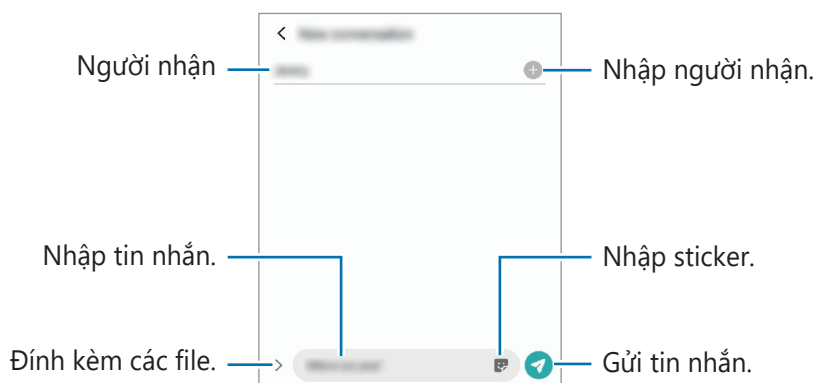 Người nhận
Nhập người nhận.
Nhập tin nhắn.
Nhập sticker.
Đính kèm các file.
Gửi tin nhắn.